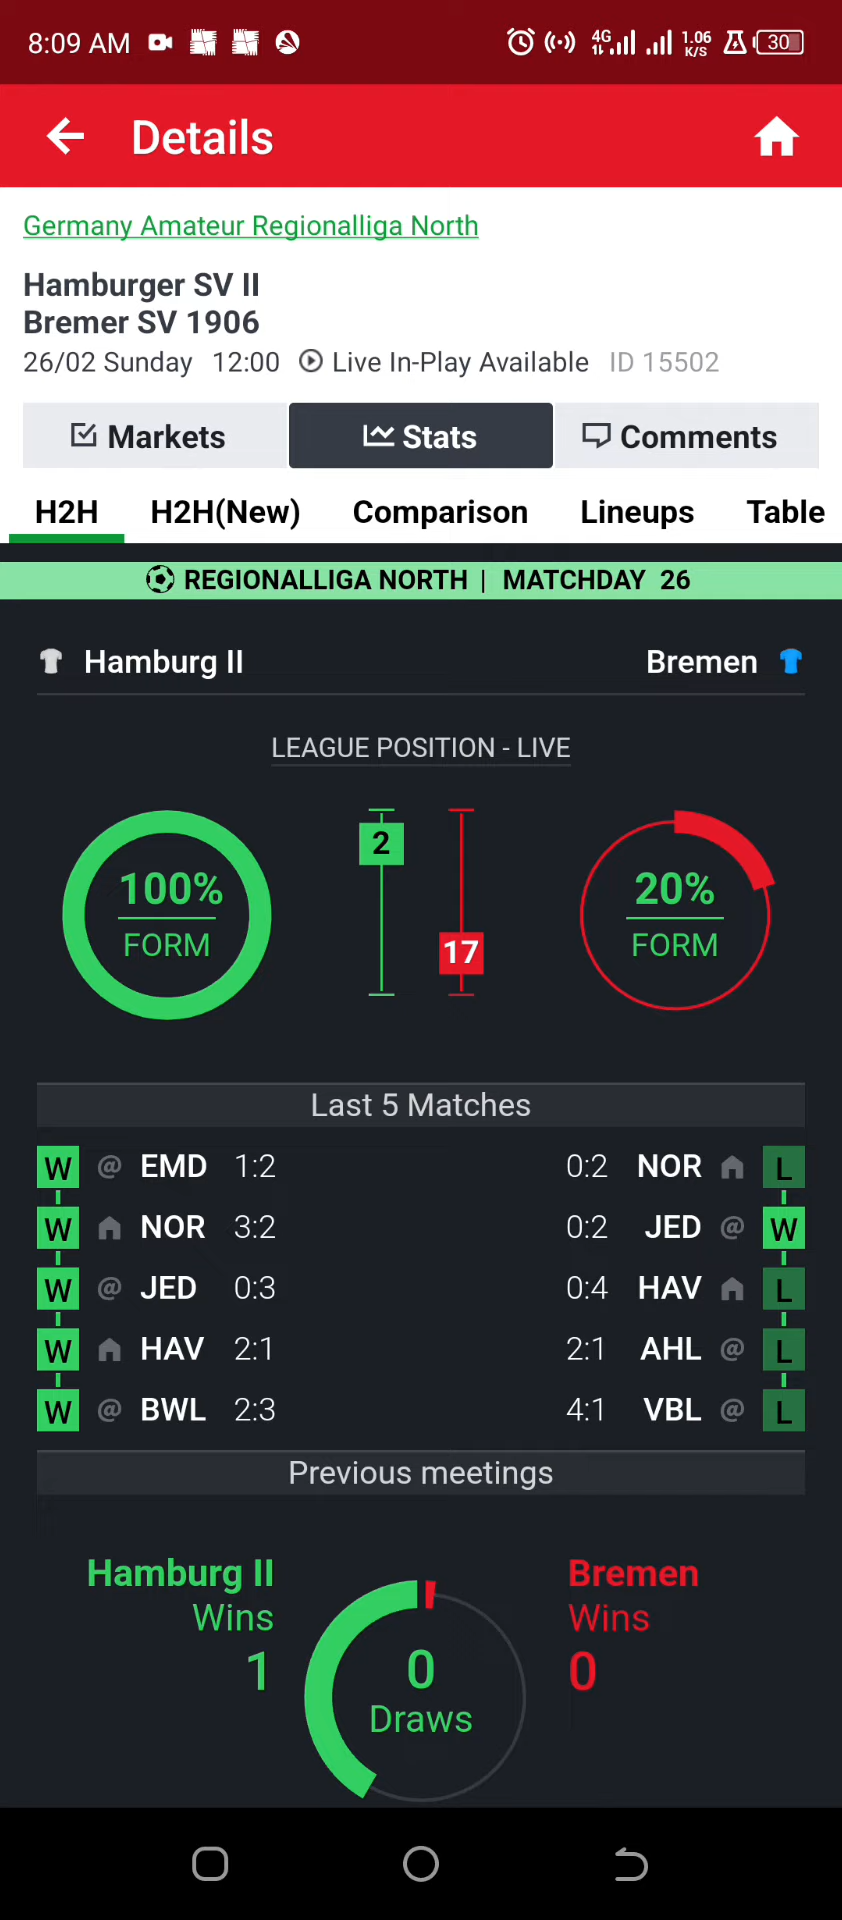 8:09 AM 4G 1.06 K/S 30
Details
Germany Amateur Regionalliga North
Hamburger SV II
Bremer SV 1906
26/02 Sunday 12:00 Live In-Play Available ID 15502
Markets Stats Comments
H2H H2H(New) Comparison Lineups Table
REGIONALLIGA NORTH | MATCHDAY 26
Hamburg II Bremen
LEAGUE POSITION - LIVE
100% FORM 2 17 20% FORM
Last 5 Matches
W @ EMD 1:2 0:2 NOR L
W NOR 3:2 0:2 JED @ W
W @ JED 0:3 0:4 HAV L
W HAV 2:1 2:1 AHL @ L
W @ BWL 2:3 4:1 VBL @ L
Previous meetings
Hamburg II Bremen
Wins Wins
1 0 0
Draws